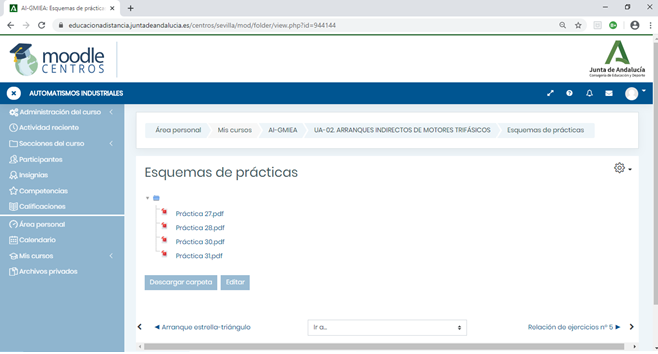 AI-GMIEA: Esquemas de práctic
educacionadistancia.juntadeandalucia.es/centros/sevilla/mod/folder/view.php?id=944144
moodle
CENTROS
Junta de Andalucía
Consejería de Educación y Deporte
AUTOMATISMOS INDUSTRIALES
Administración del curso
Actividad reciente
Secciones del curso
Participantes
Insignias
Competencias
Calificaciones
Área personal
Calendario
Mis cursos
Archivos privados
Área personal
Mis cursos
AI-GMIEA
UA-02. ARRANQUES INDIRECTOS DE MOTORES TRIFÁSICOS
Esquemas de prácticas
Esquemas de prácticas
Práctica 27.pdf
Práctica 28.pdf
Práctica 30.pdf
Práctica 31.pdf
Descargar carpeta
Editar
◄ Arranque estrella-triángulo
Ir a...
Relación de ejercicios nº 5 ►